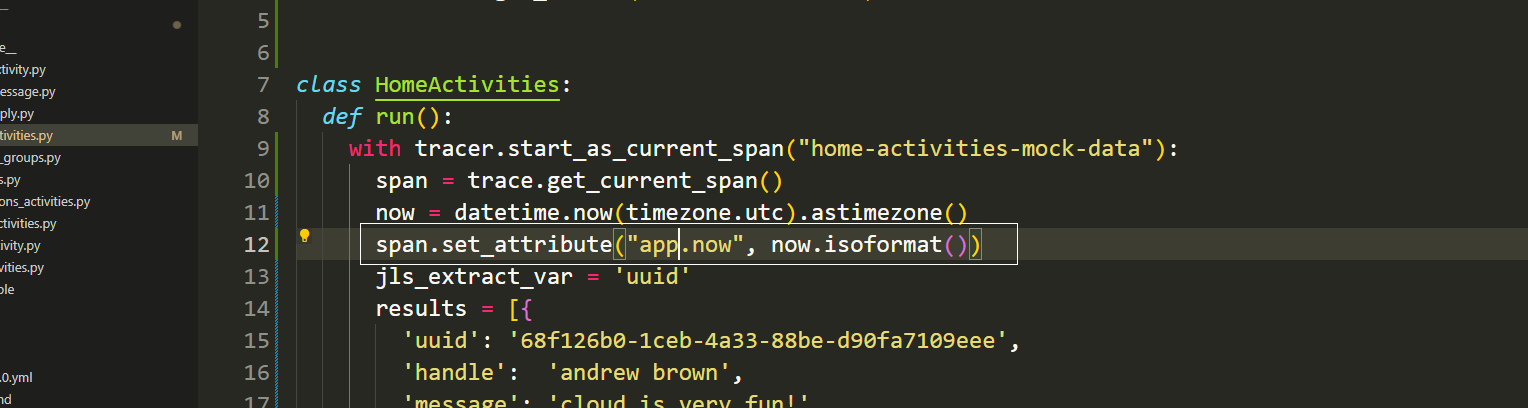 e__
tivity.py
essage.py
ply.py
tivities.py M
_groups.py
s.py
ons_activities.py
ctivities.py
ivity.py
vities.py
ple
.0.yml
nd
5
6
7 class HomeActivities:
8 def run():
9 with tracer.start_as_current_span("home-activities-mock-data"):
10 span = trace.get_current_span()
11 now = datetime.now(timezone.utc).astimezone()
12 span.set_attribute("app.now", now.isoformat())
13 jls_extract_var = 'uuid'
14 results = [{
15 'uuid': '68f126b0-1ceb-4a33-88be-d90fa7109eee',
16 'handle': 'andrew brown',
17 'message': 'cloud is very fun!'